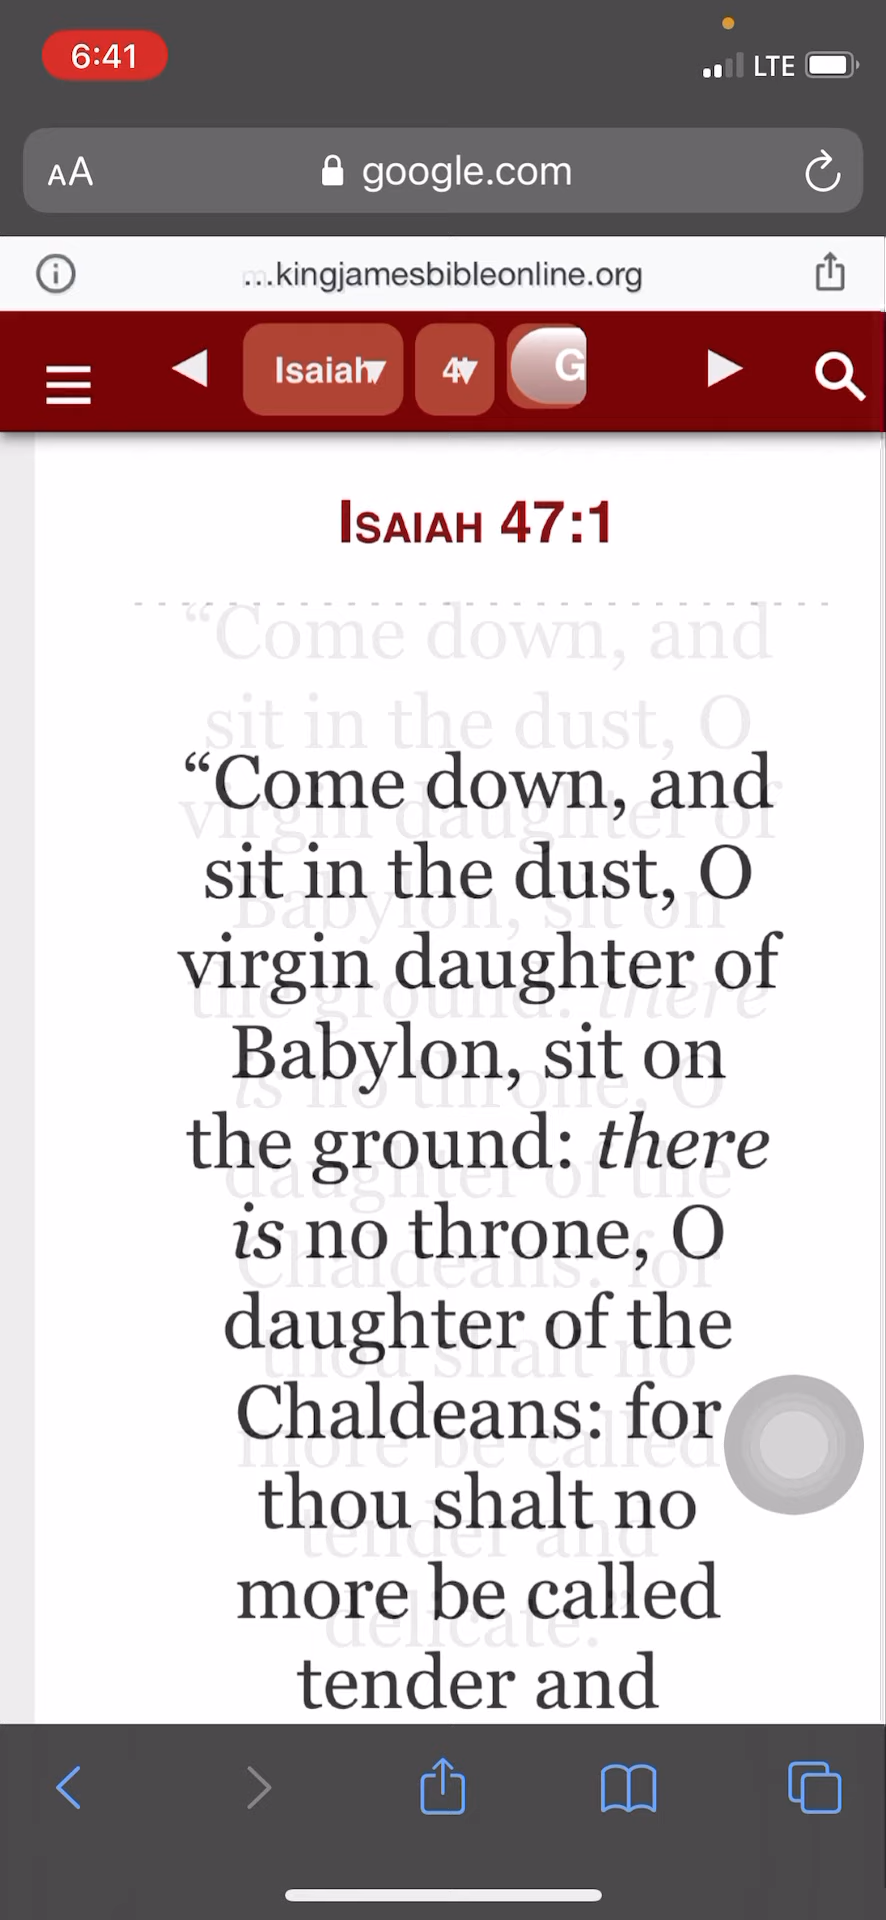 6:41
LTE
AA
google.com
...kingjamesbibleonline.org
Isaiah
4
G
ISAIAH 47:1
“Come down, and
sit in the dust, O
virgin daughter of
Babylon, sit on
the ground: there
is no throne, O
daughter of the
Chaldeans: for
thou shalt no
more be called
tender and
delicate.”